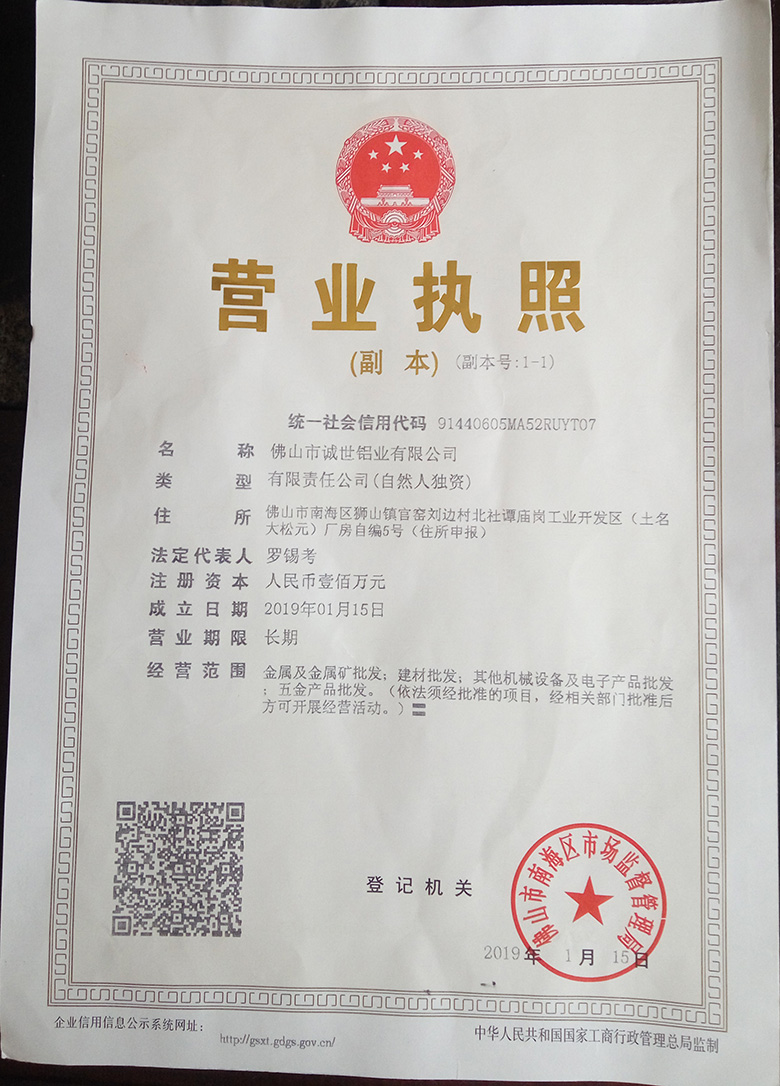 营业执照
(副 本) (副本号:1-1)
统一社会信用代码 91440605MA52RUYT07
名 称 佛山市诚世铝业有限公司
类 型 有限责任公司(自然人独资)
住 所 佛山市南海区狮山镇官窑刘边村北社谭庙岗工业开发区（土名
大松元）厂房自编5号（住所申报）
法定代表人 罗锡考
注册资本 人民币壹佰万元
成立日期 2019年01月15日
营业期限 长期
经营范围 金属及金属矿批发；建材批发；其他机械设备及电子产品批发
；五金产品批发。（依法须经批准的项目，经相关部门批准后
方可开展经营活动。）
登记机关
佛山市南海区市场监督管理局
2019年 1月 15日
企业信用信息公示系统网址：
http://gsxt.gdgs.gov.cn/
中华人民共和国国家工商行政管理总局监制